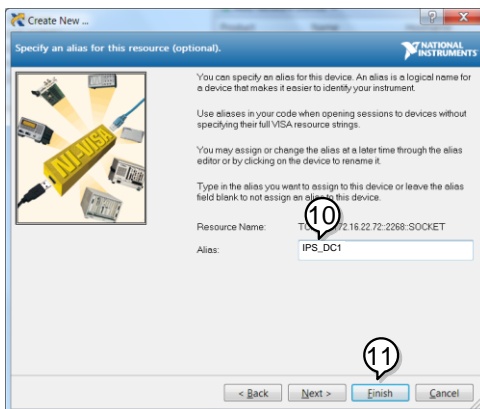 Create New ...
Specify an alias for this resource (optional).
NATIONAL
INSTRUMENTS
You can specify an alias for this device. An alias is a logical name for
a device that makes it easier to identify your instrument.
Use aliases in your code when opening sessions to devices without
specifying their full VISA resource strings.
You may assign or change the alias at a later time through the alias
editor or by clicking on the device to rename it.
Type in the alias you want to assign to this device or leave the alias
field blank to not assign an alias to this device.
NI-VISA
10
Resource Name: 72.16.22.72::2268::SOCKET
Alias: IPS_DC1
11
< Back Next > Finish Cancel